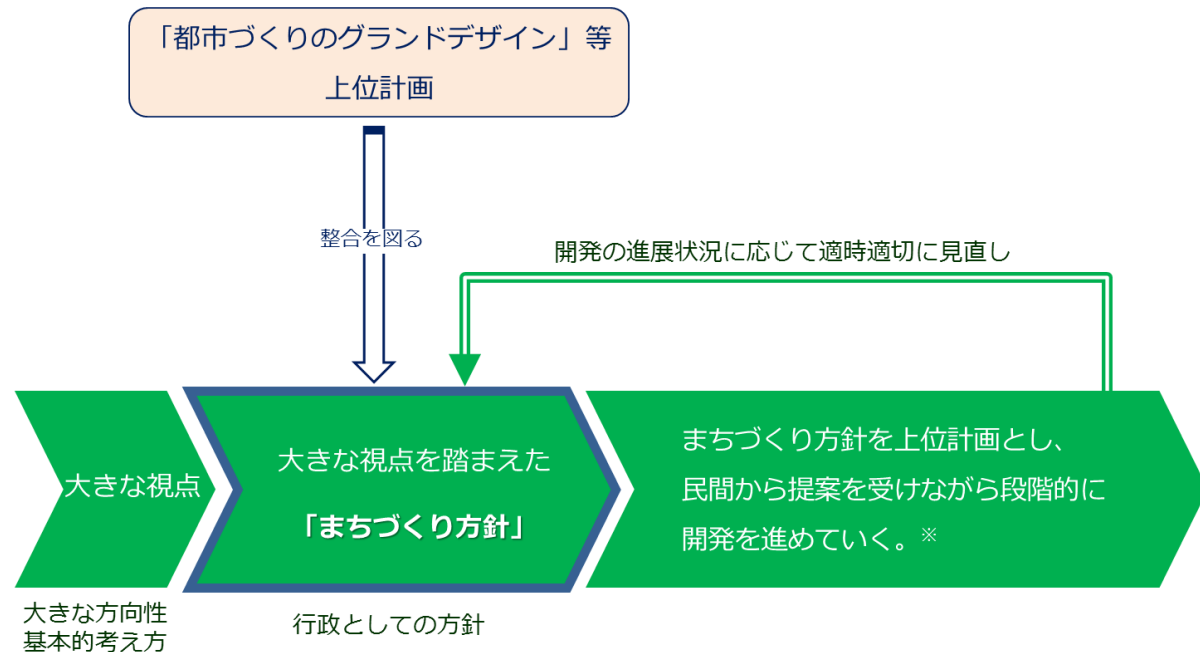 「都市づくりのグランドデザイン」等
上位計画
整合を図る
開発の進展状況に応じて適時適切に見直し
大きな視点
大きな視点を踏まえた
「まちづくり方針」
まちづくり方針を上位計画とし、
民間から提案を受けながら段階的に
開発を進めていく。※
大きな方向性
基本的考え方
行政としての方針